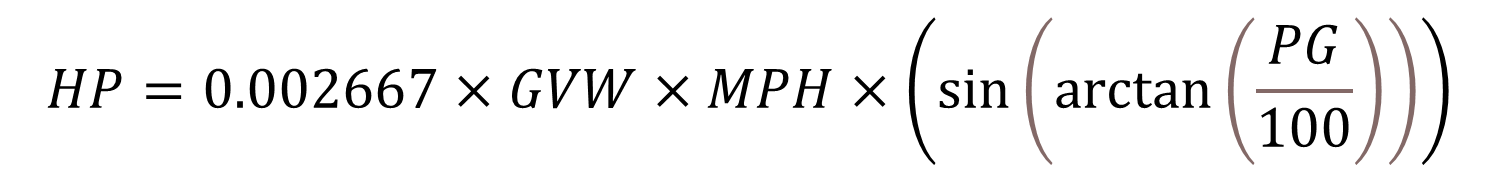 HP = 0.002667 × GVW × MPH × (sin(arctan(PG/100)))